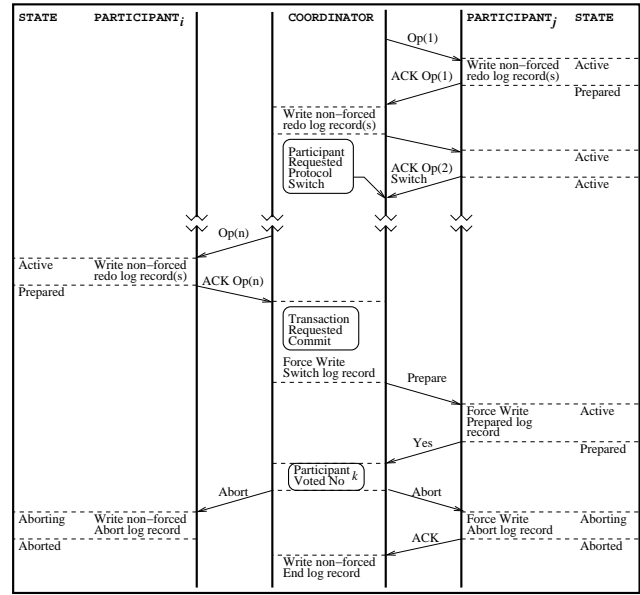 STATE PARTICIPANT i COORDINATOR PARTICIPANT j STATE
Op(1)
Write non-forced
redo log record(s)
Active
ACK Op(1)
Prepared
Write non-forced
redo log record(s)
Participant
Requested
Protocol
Switch
Active
ACK Op(2)
Switch
Active
Op(n)
Active
Write non-forced
redo log record(s)
Prepared
ACK Op(n)
Transaction
Requested
Commit
Force Write
Switch log record
Prepare
Force Write
Prepared log
record
Active
Yes
Prepared
Participant k
Voted No
Abort
Abort
Aborting
Write non-forced
Abort log record
Force Write
Abort log record
Aborting
Aborted
ACK
Aborted
Write non-forced
End log record